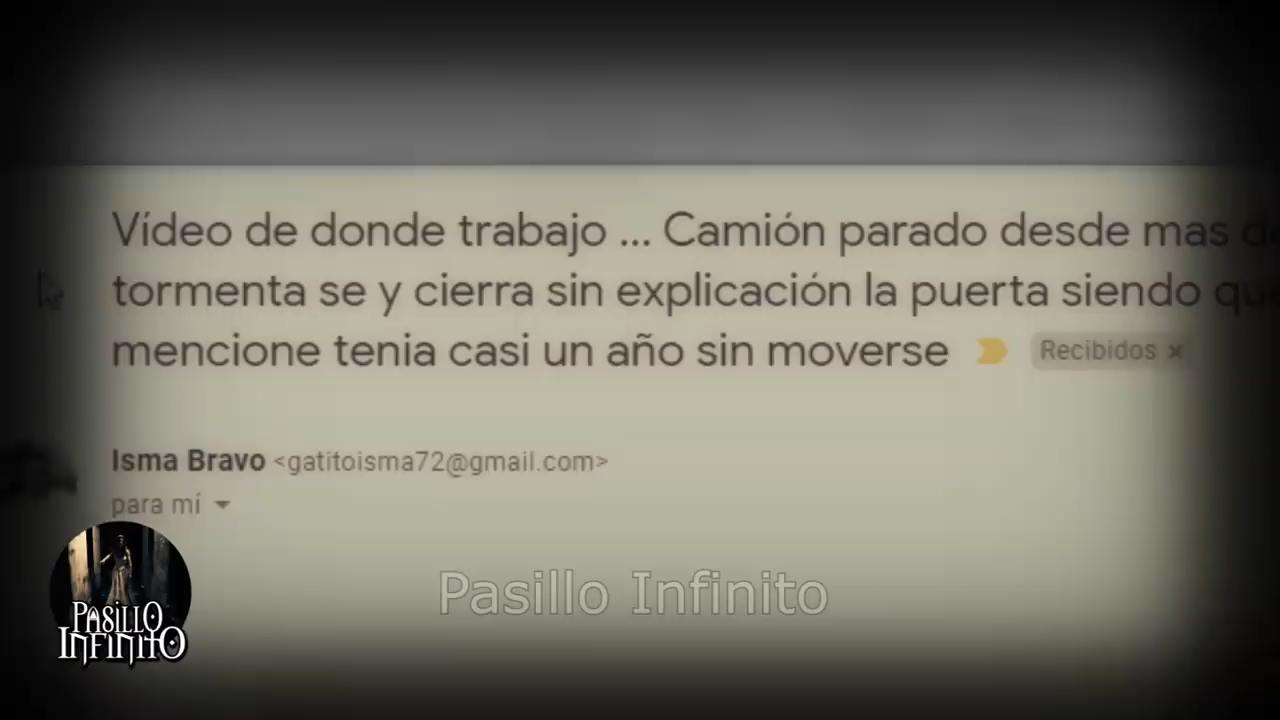 Vídeo de donde trabajo ... Camión parado desde mas
tormenta se y cierra sin explicación la puerta siendo
mencione tenia casi un año sin moverse Recibidos ×
Isma Bravo <gatitoisma72@gmail.com>
para mí
Pasillo Infinito
PASILLO
INFINITO